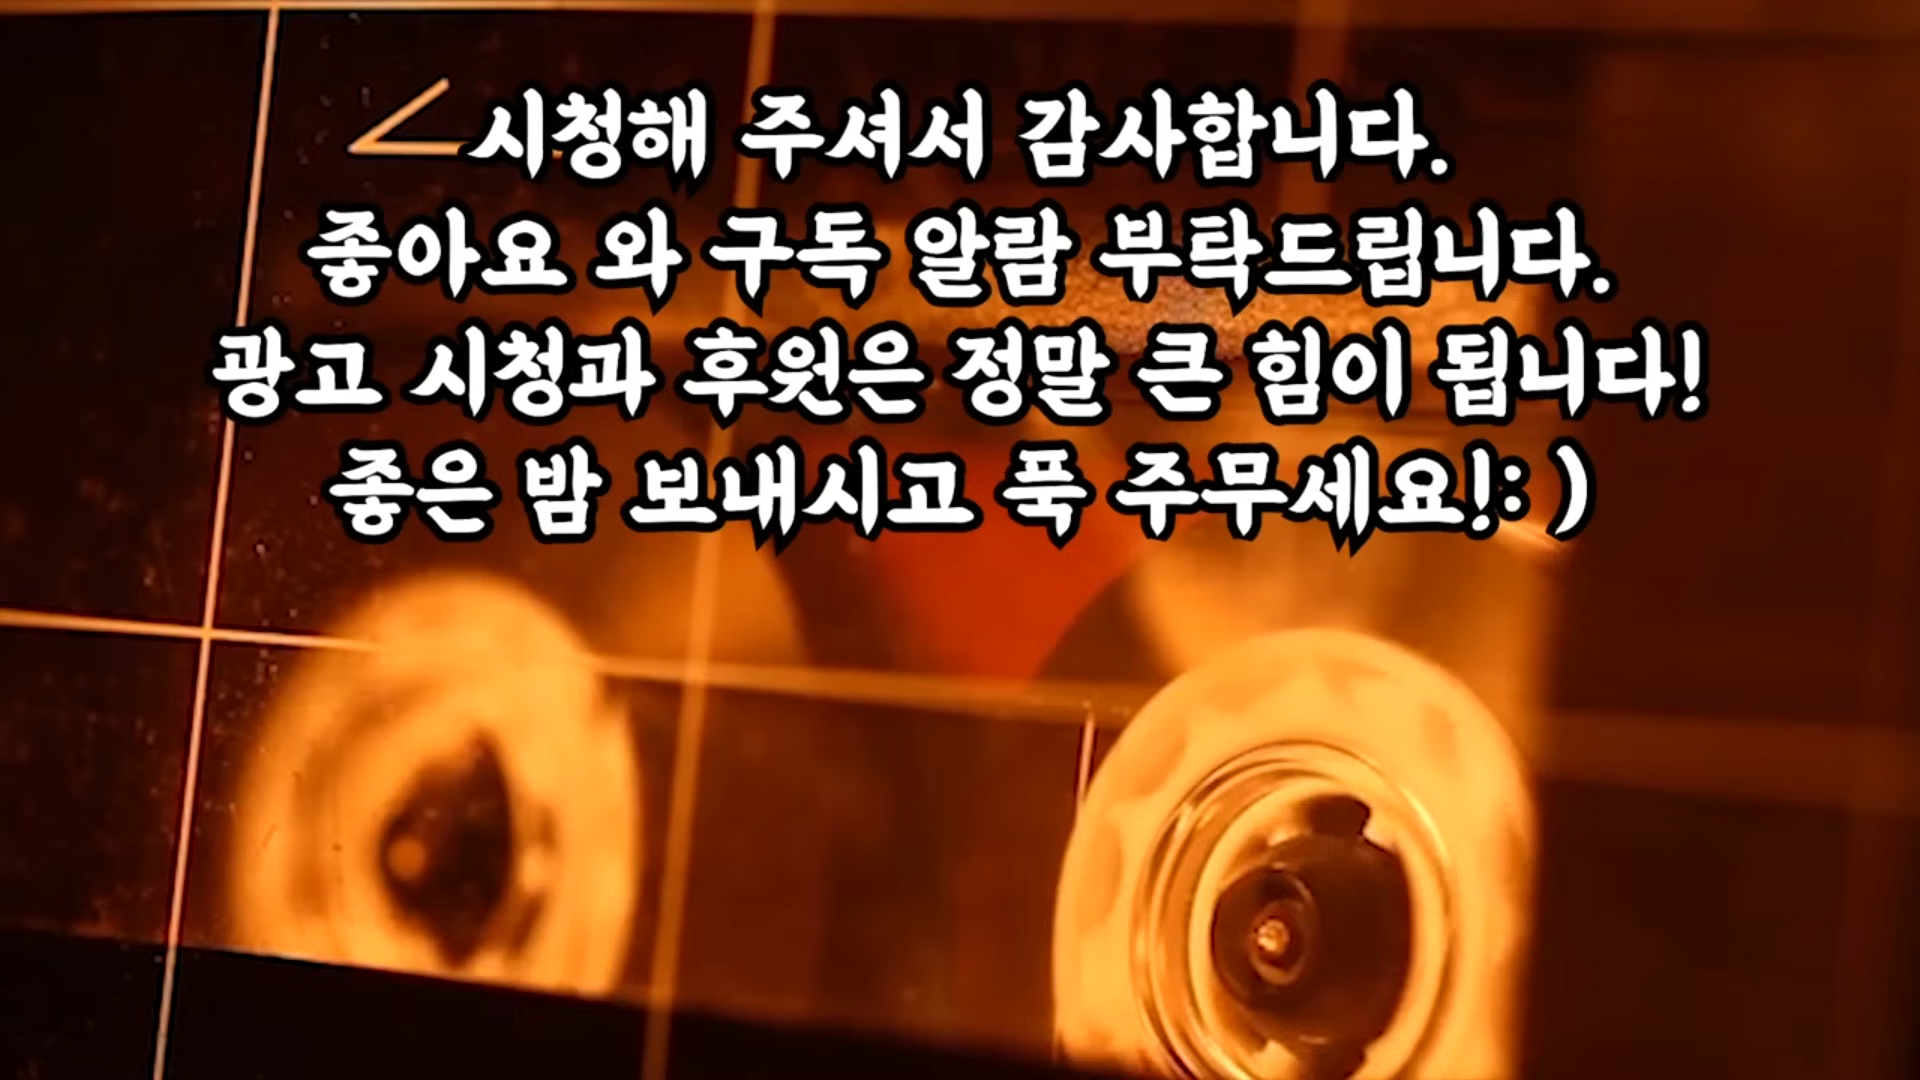 시청해 주셔서 감사합니다.
좋아요 와 구독 알람 부탁드립니다.
광고 시청과 후원은 정말 큰 힘이 됩니다!
좋은 밤 보내시고 푹 주무세요!: )